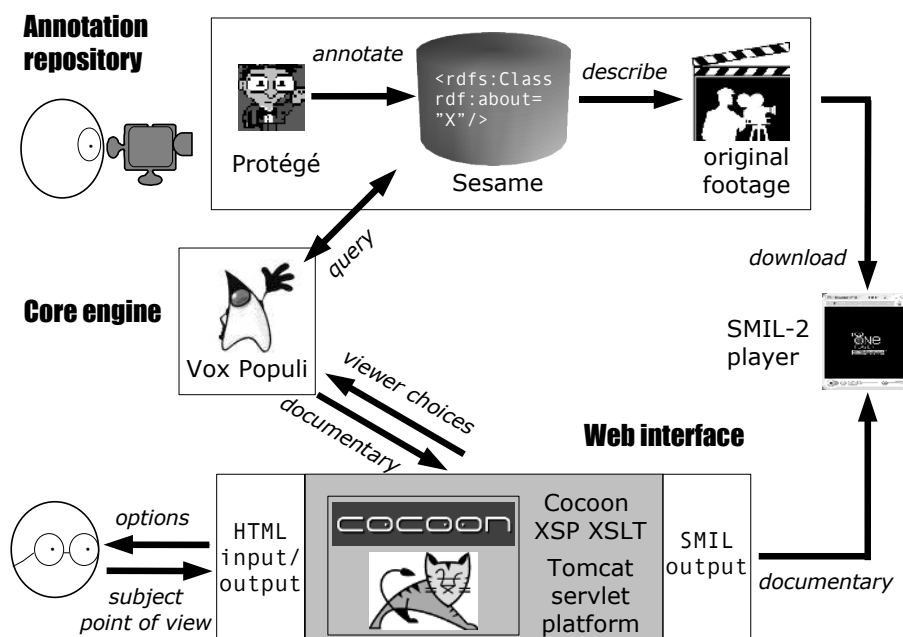 Annotation
repository
annotate
<rdfs:Class
rdf:about=
"X"/>
describe
Protégé
Sesame
original
footage
query
download
Core engine
Vox Populi
SMIL-2
player
ONE
viewer choices
documentary
Web interface
options
subject
point of view
HTML
input/
output
cocoon
Cocoon
XSP XSLT
Tomcat
servlet
platform
SMIL
output
documentary